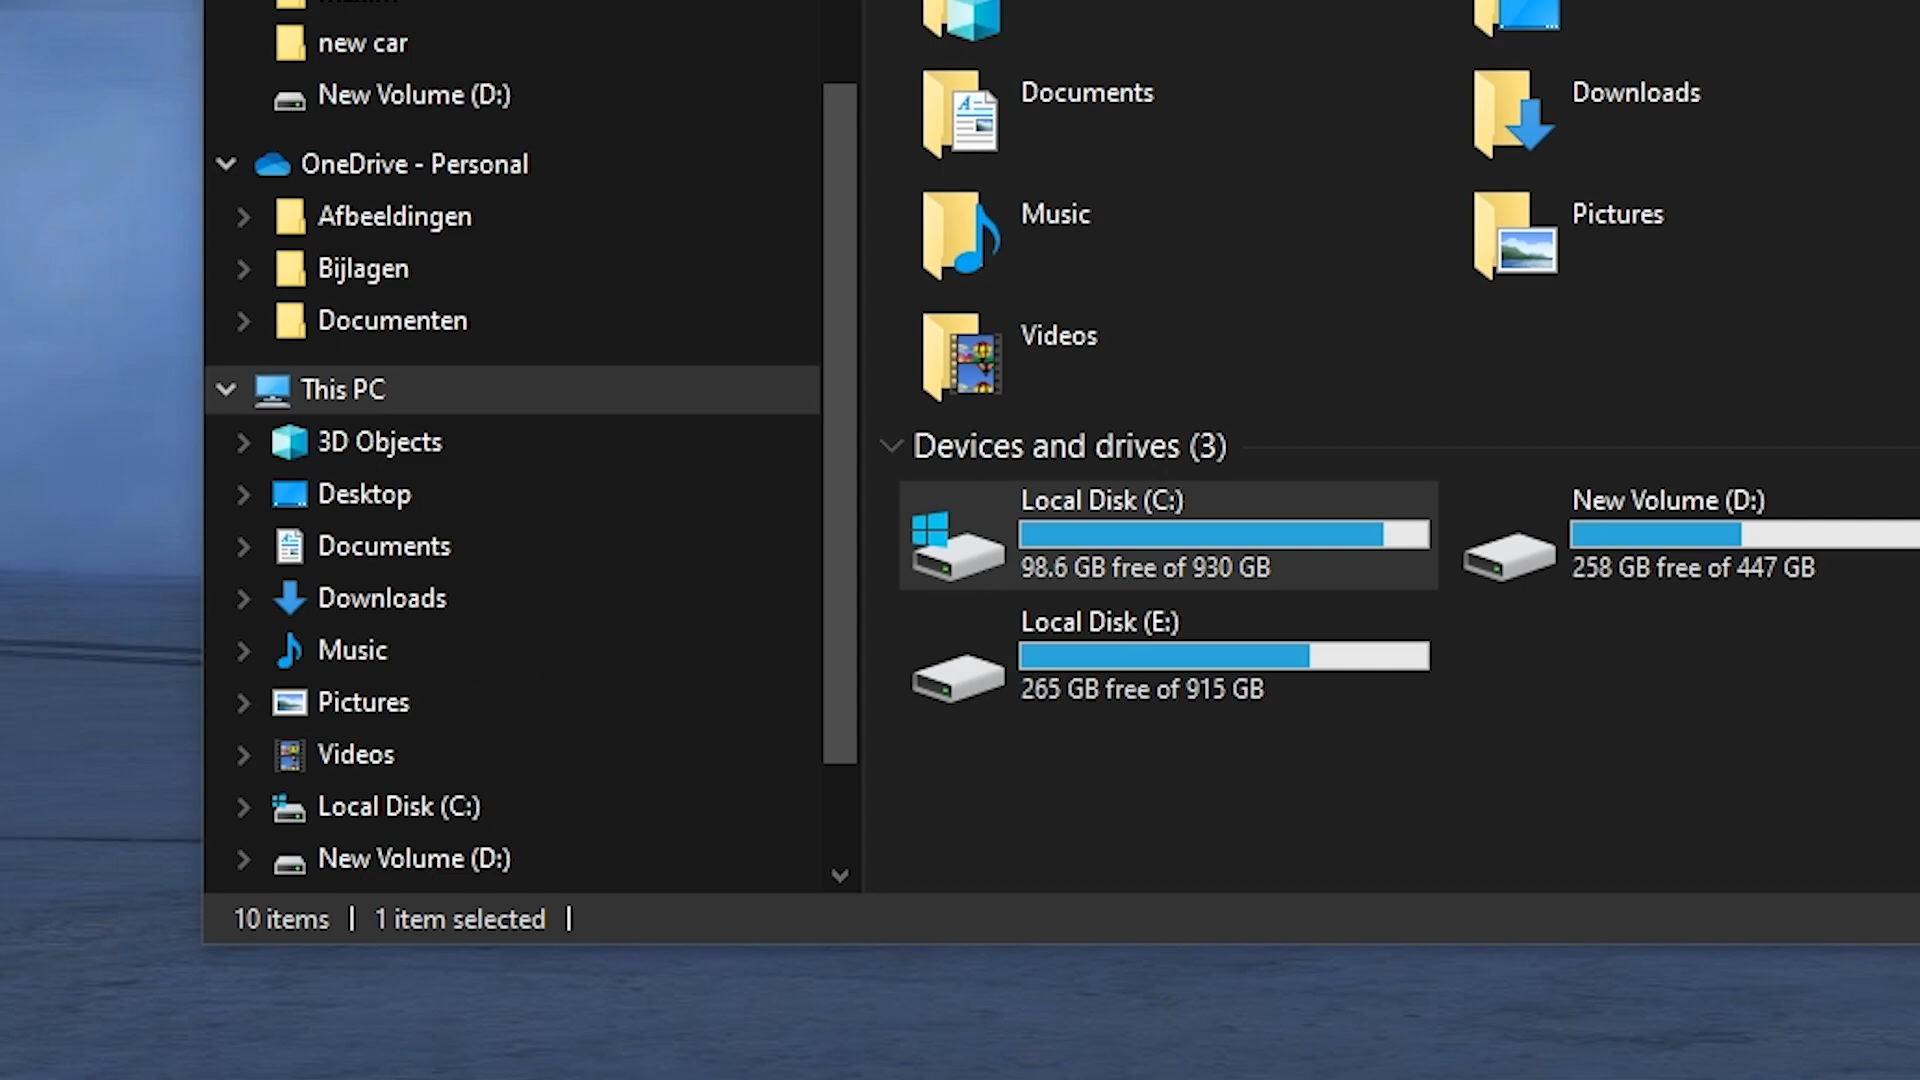 new car
New Volume (D:)
OneDrive - Personal
Afbeeldingen
Bijlagen
Documenten
This PC
3D Objects
Desktop
Documents
Downloads
Music
Pictures
Videos
Local Disk (C:)
New Volume (D:)
Documents
Downloads
Music
Pictures
Videos
Devices and drives (3)
Local Disk (C:)
98.6 GB free of 930 GB
New Volume (D:)
258 GB free of 447 GB
Local Disk (E:)
265 GB free of 915 GB
10 items
1 item selected